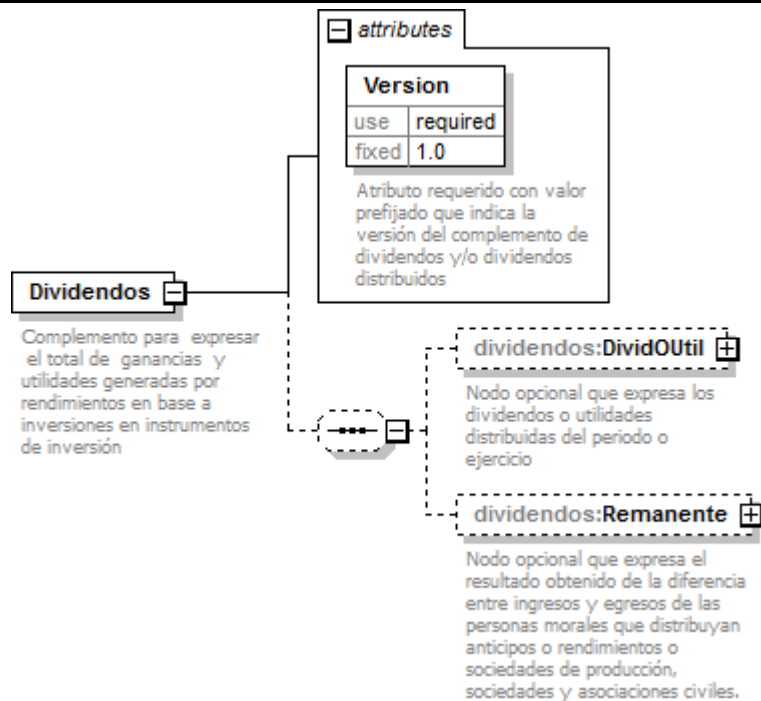 attributes
Version
use required
fixed 1.0
Atributo requerido con valor
prefijado que indica la
versión del complemento de
dividendos y/o dividendos
distribuidos
Dividendos
Complemento para expresar
el total de ganancias y
utilidades generadas por
rendimientos en base a
inversiones en instrumentos
de inversión
dividendos:DividOUtil
Nodo opcional que expresa los
dividendos o utilidades
distribuidas del periodo o
ejercicio
dividendos:Remanente
Nodo opcional que expresa el
resultado obtenido de la diferencia
entre ingresos y egresos de las
personas morales que distribuyan
anticipos o rendimientos o
sociedades de producción,
sociedades y asociaciones civiles.